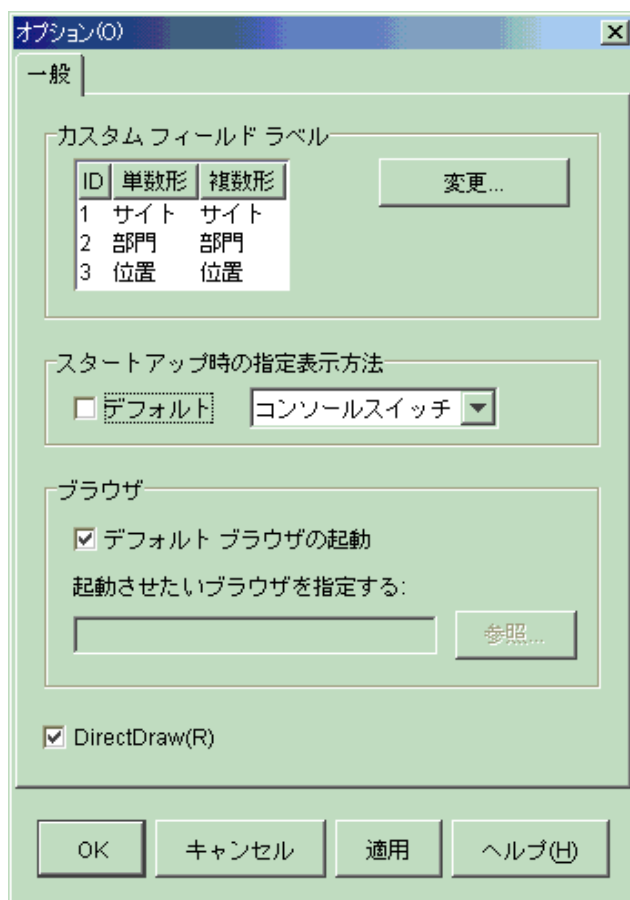 オプション(O)
一般
カスタム フィールド ラベル
ID 単数形 複数形
変更...
1 サイト サイト
2 部門 部門
3 位置 位置
スタートアップ時の指定表示方法
デフォルト コンソールスイッチ
ブラウザ
デフォルト ブラウザの起動
起動させたいブラウザを指定する:
参照...
DirectDraw(R)
OK キャンセル 適用 ヘルプ(H)